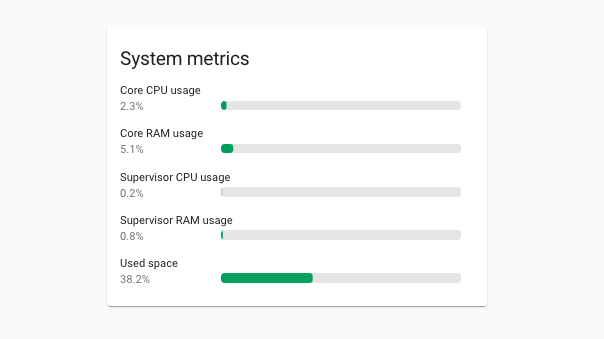 System metrics
Core CPU usage
2.3%
Core RAM usage
5.1%
Supervisor CPU usage
0.2%
Supervisor RAM usage
0.8%
Used space
38.2%